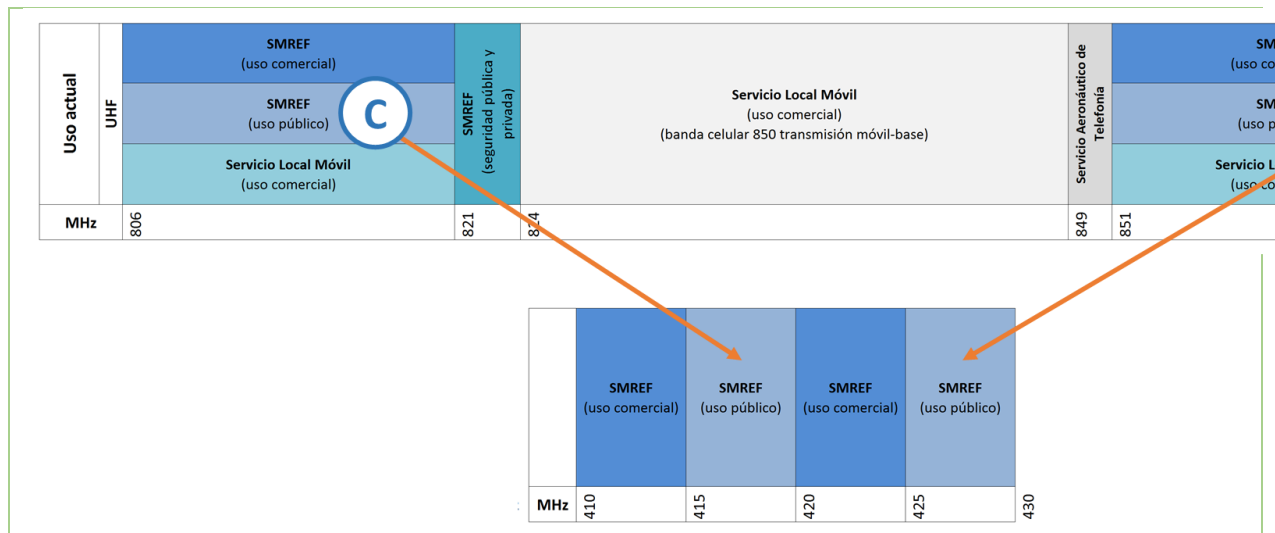 Uso actual
UHF
SMREF
(uso comercial)
SMREF
(uso público)
C
Servicio Local Móvil
(uso comercial)
SMREF
(seguridad pública y
privada)
Servicio Local Móvil
(uso comercial)
(banda celular 850 transmisión móvil-base)
Servicio Aeronáutico de
Telefonía
MHz
806
821
824
849
851
SMREF
(uso comercial)
SMREF
(uso público)
SMREF
(uso comercial)
SMREF
(uso público)
MHz
410
415
420
425
430